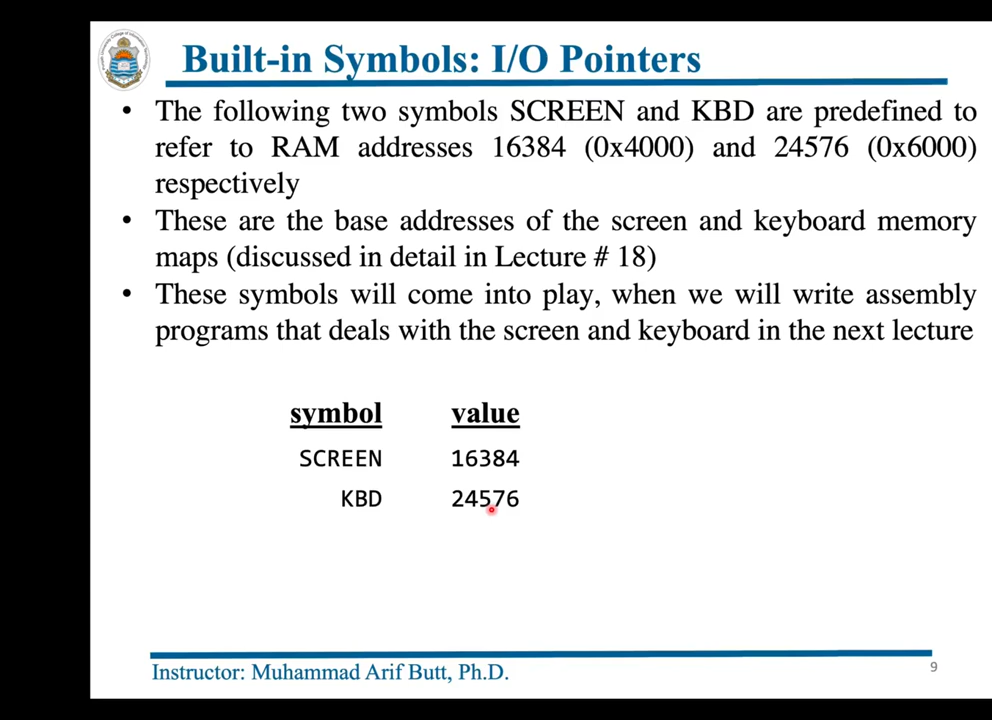 Built-in Symbols: I/O Pointers
• The following two symbols SCREEN and KBD are predefined to
refer to RAM addresses 16384 (0x4000) and 24576 (0x6000)
respectively
• These are the base addresses of the screen and keyboard memory
maps (discussed in detail in Lecture # 18)
• These symbols will come into play, when we will write assembly
programs that deals with the screen and keyboard in the next lecture
symbol value
SCREEN 16384
KBD 24576
Instructor: Muhammad Arif Butt, Ph.D. 9